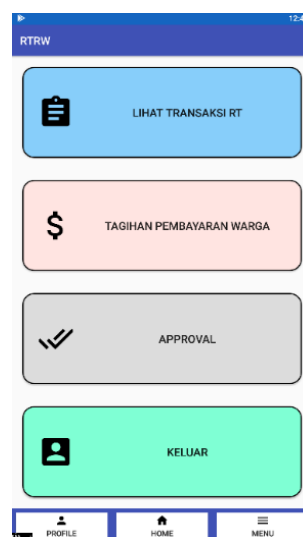 12:4
RTRW
LIHAT TRANSAKSI RT
TAGIHAN PEMBAYARAN WARGA
APPROVAL
KELUAR
PROFILE
HOME
MENU